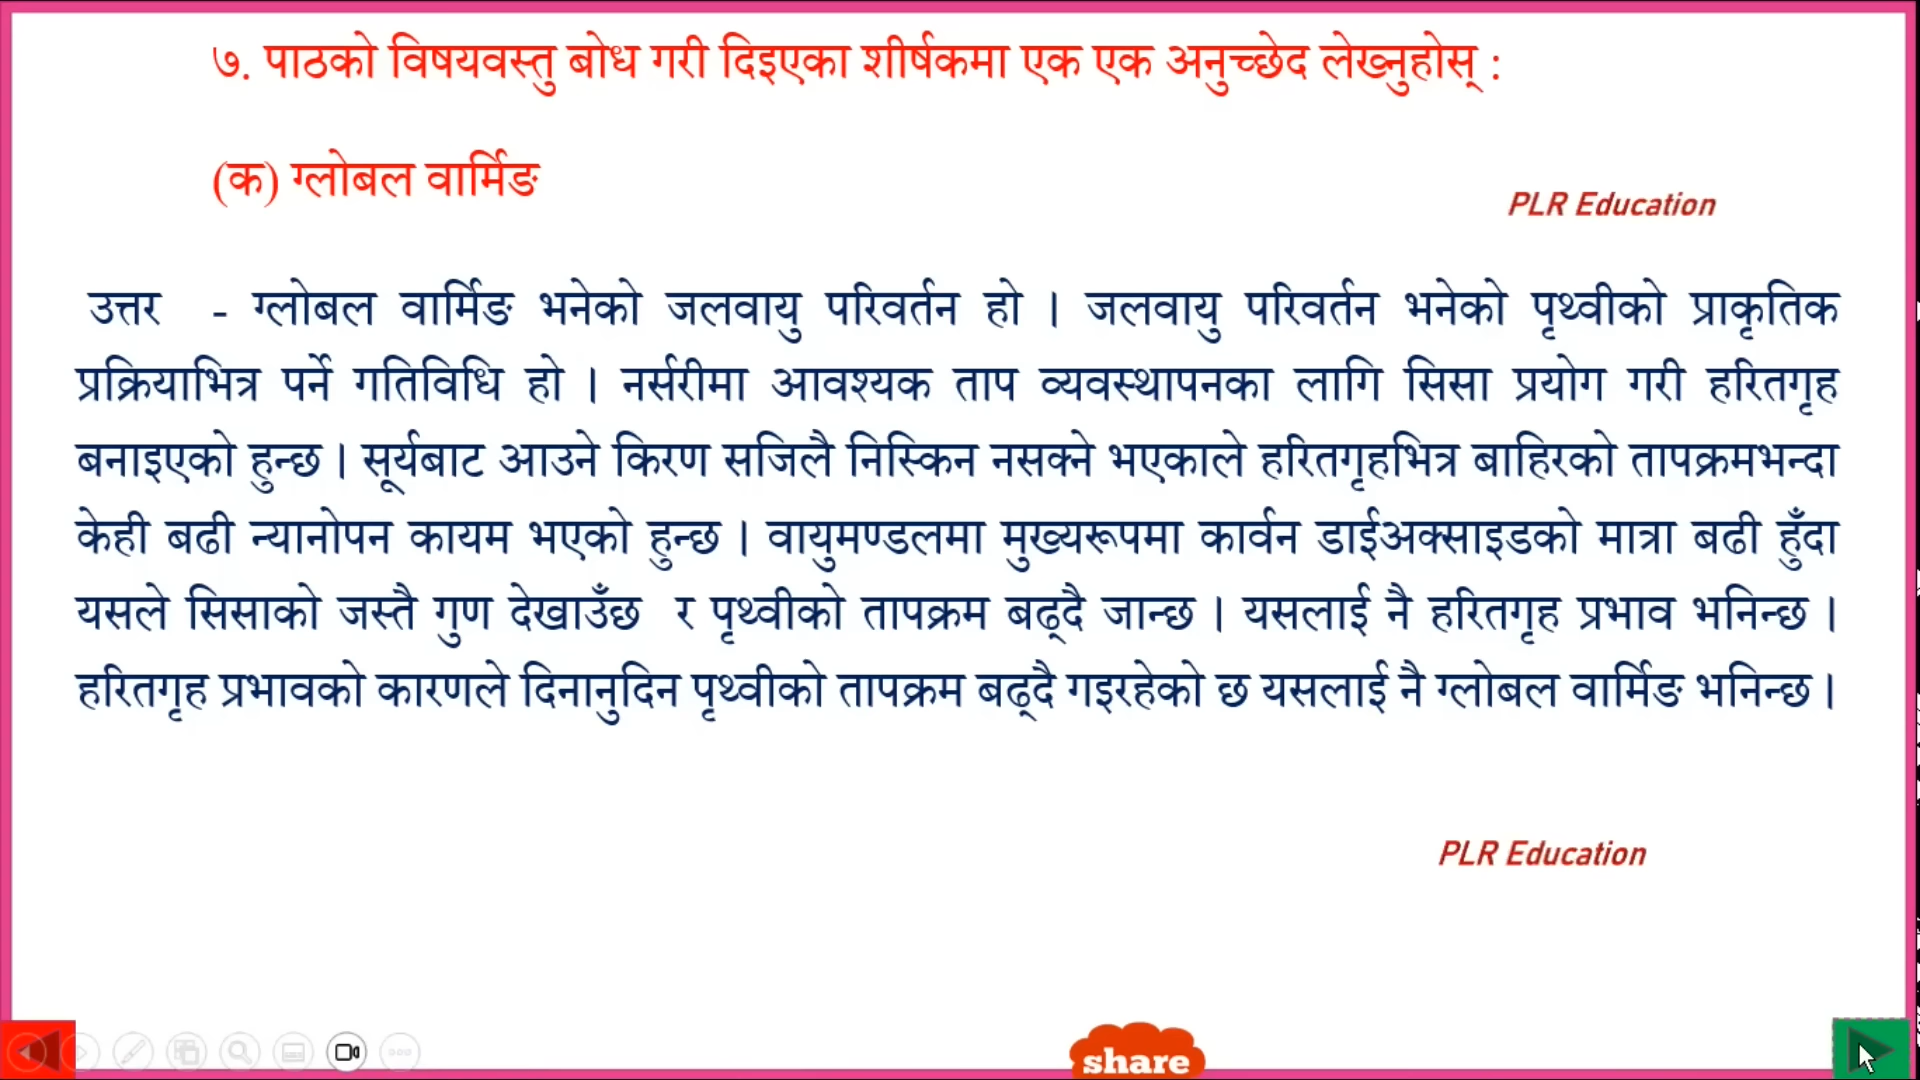 ७. पाठको विषयवस्तु बोध गरी दिइएका शीर्षकमा एक एक अनुच्छेद लेख्नुहोस् :
(क) ग्लोबल वार्मिङ
PLR Education
उत्तर - ग्लोबल वार्मिङ भनेको जलवायु परिवर्तन हो । जलवायु परिवर्तन भनेको पृथ्वीको प्राकृतिक
प्रक्रियाभित्र पर्ने गतिविधि हो । नर्सरीमा आवश्यक ताप व्यवस्थापनका लागि सिसा प्रयोग गरी हरितगृह
बनाइएको हुन्छ । सूर्यबाट आउने किरण सजिलै निस्किन नसक्ने भएकाले हरितगृहभित्र बाहिरको तापक्रमभन्दा
केही बढी न्यानोपन कायम भएको हुन्छ । वायुमण्डलमा मुख्यरूपमा कार्वन डाईअक्साइडको मात्रा बढी हुँदा
यसले सिसाको जस्तै गुण देखाउँछ र पृथ्वीको तापक्रम बढ्दै जान्छ । यसलाई नै हरितगृह प्रभाव भनिन्छ ।
हरितगृह प्रभावको कारणले दिनानुदिन पृथ्वीको तापक्रम बढ्दै गइरहेको छ यसलाई नै ग्लोबल वार्मिङ भनिन्छ ।
PLR Education
share